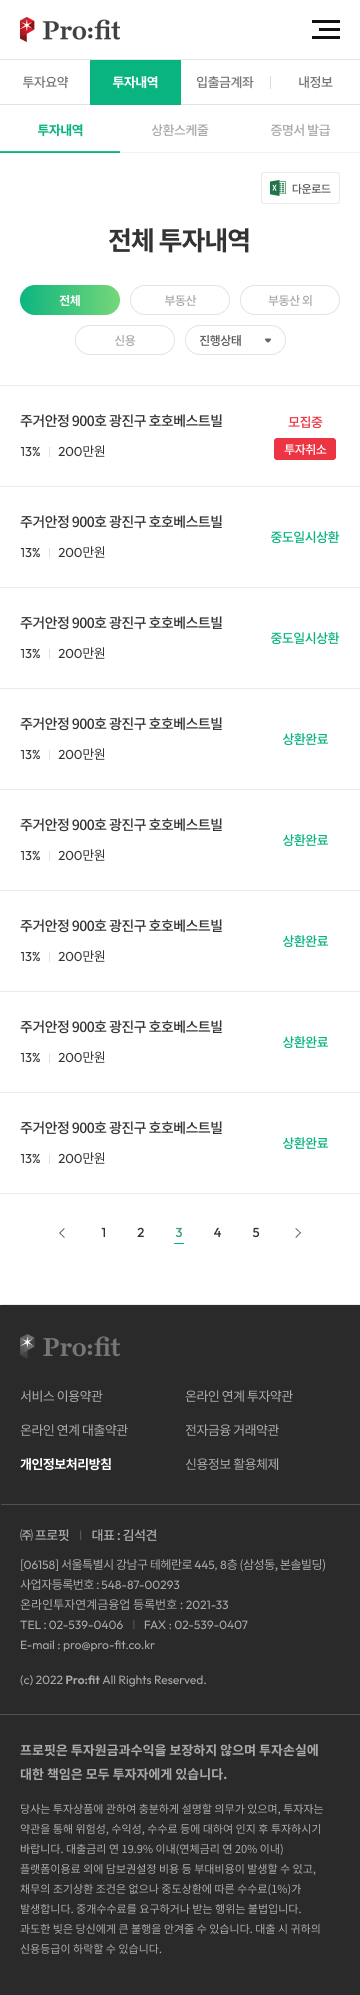 Pro:fit
투자요약 투자내역 입출금계좌 내정보
투자내역 상환스케줄 증명서 발급
다운로드
전체 투자내역
전체 부동산 부동산 외
신용 진행상태
주거안정 900호 광진구 호호베스트빌
모집중
13% 200만원
투자취소
주거안정 900호 광진구 호호베스트빌
중도일시상환
13% 200만원
주거안정 900호 광진구 호호베스트빌
중도일시상환
13% 200만원
주거안정 900호 광진구 호호베스트빌
상환완료
13% 200만원
주거안정 900호 광진구 호호베스트빌
상환완료
13% 200만원
주거안정 900호 광진구 호호베스트빌
상환완료
13% 200만원
주거안정 900호 광진구 호호베스트빌
상환완료
13% 200만원
주거안정 900호 광진구 호호베스트빌
상환완료
13% 200만원
1 2 3 4 5
Pro:fit
서비스 이용약관 온라인 연계 투자약관
온라인 연계 대출약관 전자금융 거래약관
개인정보처리방침 신용정보 활용체제
㈜ 프로핏 대표 : 김석견
[06158] 서울특별시 강남구 테헤란로 445, 8층 (삼성동, 본솔빌딩)
사업자등록번호 : 548-87-00293
온라인투자연계금융업 등록번호 : 2021-33
TEL : 02-539-0406 FAX : 02-539-0407
E-mail : pro@pro-fit.co.kr
(c) 2022 Pro:fit All Rights Reserved.
프로핏은 투자원금과수익을 보장하지 않으며 투자손실에
대한 책임은 모두 투자자에게 있습니다.
당사는 투자상품에 관하여 충분하게 설명할 의무가 있으며, 투자자는
약관을 통해 위험성, 수익성, 수수료 등에 대하여 인지 후 투자하시기
바랍니다. 대출금리 연 19.9% 이내(연체금리 연 20% 이내)
플랫폼이용료 외에 담보권설정 비용 등 부대비용이 발생할 수 있고,
채무의 조기상환 조건은 없으나 중도상환에 따른 수수료(1%)가
발생합니다. 중개수수료를 요구하거나 받는 행위는 불법입니다.
과도한 빚은 당신에게 큰 불행을 안겨줄 수 있습니다. 대출 시 귀하의
신용등급이 하락할 수 있습니다.